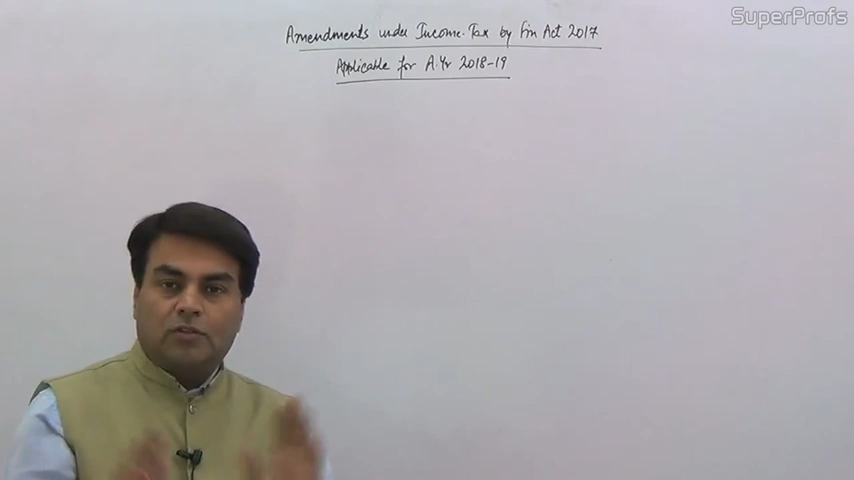 SuperProfs
Amendments under Income-Tax by Fin Act 2017
Applicable for A.Yr 2018-19